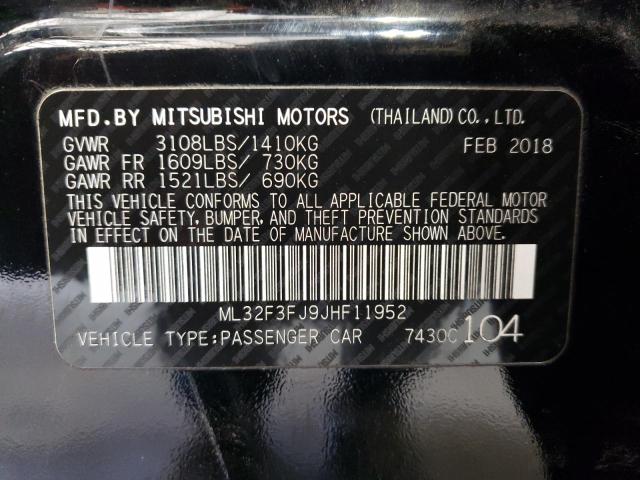 MFD.BY MITSUBISHI MOTORS (THAILAND)CO.,LTD.
GVWR 3108LBS/1410KG FEB 2018
GAWR FR 1609LBS/ 730KG
GAWR RR 1521LBS/ 690KG
THIS VEHICLE CONFORMS TO ALL APPLICABLE FEDERAL MOTOR
VEHICLE SAFETY, BUMPER, AND THEFT PREVENTION STANDARDS
IN EFFECT ON THE DATE OF MANUFACTURE SHOWN ABOVE.
ML32F3FJ9JHF11952
VEHICLE TYPE:PASSENGER CAR 7430C 104